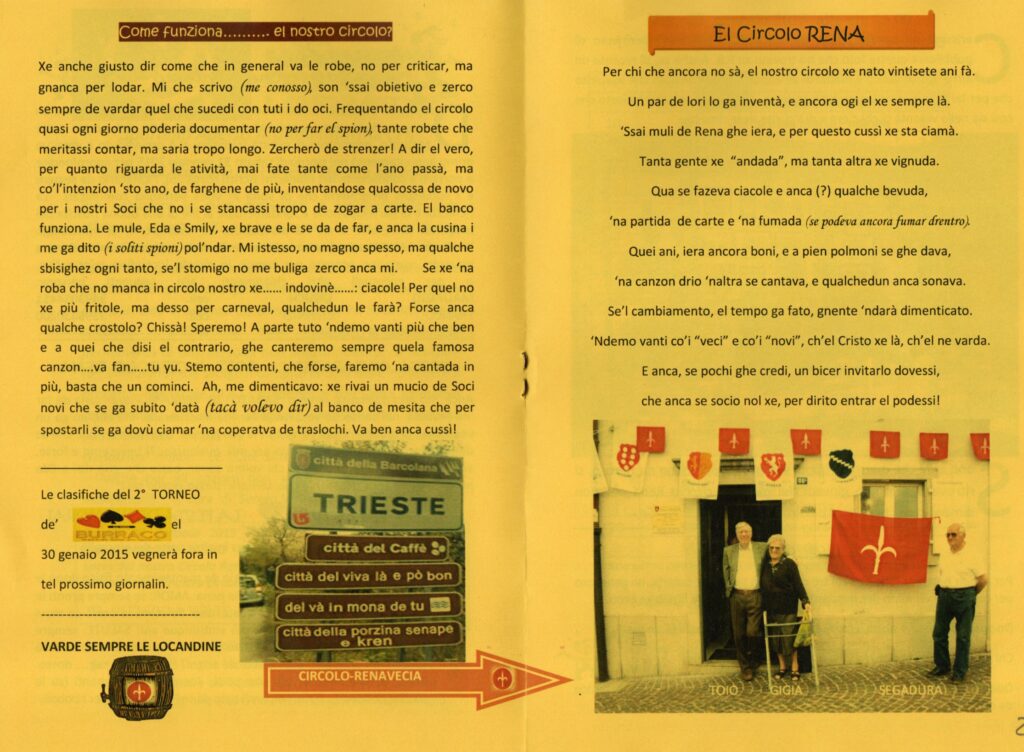 Come funziona.......... el nostro circolo?
Xe anche giusto dir come che in general va le robe, no per criticar, ma
gnanca per lodar. Mi che scrivo (me conosso), son ‘ssai obietivo e zerco
sempre de vardar quel che sucedi con tuti i do oci. Frequentando el circolo
quasi ogni giorno poderia documentar (no per far el spion), tante robete che
meritassi contar, ma saria tropo longo. Zercherò de strenzer! A dir el vero,
per quanto riguarda le atività, mai fate tante come l’ano passà, ma
co’l’intenzion ‘sto ano, de farghene de più, inventandose qualcossa de novo
per i nostri Soci che no i se stancassi tropo de zogar a carte. El banco
funziona. Le mule, Eda e Smily, xe brave e le se da de far, e anca la cusina i
me ga dito (i soliti spioni) pol’ndar. Mi istesso, no magno spesso, ma qualche
sbisighez ogni tanto, se’l stomigo no me buliga zerco anca mi. Se xe ‘na
roba che no manca in circolo nostro xe...... indovinè......: ciacole! Per quel no
xe più fritole, ma desso per carneval, qualchedun le farà? Forse anca
qualche crostolo? Chissà! Speremo! A parte tuto ‘ndemo vanti più che ben
e a quei che disi el contrario, ghe canteremo sempre quela famosa
canzon....va fan.....tu yu. Stemo contenti, che forse, faremo ‘na cantada in
più, basta che un cominci. Ah, me dimenticavo: xe rivai un mucio de Soci
novi che se ga subito ‘datà (tacà volevo dir) al banco de mesita che per
spostarli se ga dovù ciamar ‘na coperatva de traslochi. Va ben anca cussì!
Le clasifiche del 2° TORNEO
de’ BURRACO el
30 genaio 2015 vegnerà fora in
tel prossimo giornalin.
VARDE SEMPRE LE LOCANDINE
città della Barcolana
TRIESTE
città del Caffè
città del viva là e pò bon
del và in mona de tu
città della porzina senape
e kren
CIRCOLO-RENAVECIA
El Circolo RENA
Per chi che ancora no sà, el nostro circolo xe nato vintisete ani fà.
Un par de lori lo ga inventà, e ancora ogi el xe sempre là.
‘Ssai muli de Rena ghe iera, e per questo cussì xe sta ciamà.
Tanta gente xe “andada”, ma tanta altra xe vignuda.
Qua se fazeva ciacole e anca (?) qualche bevuda,
‘na partida de carte e ‘na fumada (se podeva ancora fumar drentro).
Quei ani, iera ancora boni, e a pien polmoni se ghe dava,
‘na canzon drio ‘naltra se cantava, e qualchedun anca sonava.
Se’l cambiamento, el tempo ga fato, gnente ‘ndarà dimenticato.
‘Ndemo vanti co’i “veci” e co’i “novi”, ch’el Cristo xe là, ch’el ne varda.
E anca, se pochi ghe credi, un bicer invitarlo dovessi,
che anca se socio nol xe, per dirito entrar el podessi!
TOIO GIGIA SEGADURA